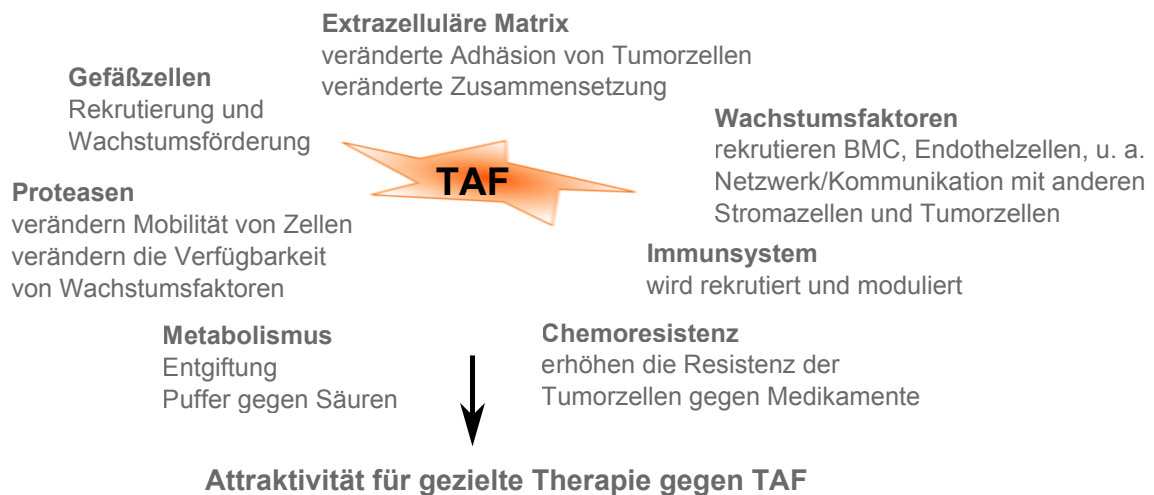 Extrazelluläre Matrix
veränderte Adhäsion von Tumorzellen
veränderte Zusammensetzung
Gefäßzellen
Rekrutierung und
Wachstumsförderung
Wachstumsfaktoren
rekrutieren BMC, Endothelzellen, u. a.
Netzwerk/Kommunikation mit anderen
Stromazellen und Tumorzellen
TAF
Proteasen
verändern Mobilität von Zellen
verändern die Verfügbarkeit
von Wachstumsfaktoren
Immunsystem
wird rekrutiert und moduliert
Metabolismus
Entgiftung
Puffer gegen Säuren
Chemoresistenz
erhöhen die Resistenz der
Tumorzellen gegen Medikamente
Attraktivität für gezielte Therapie gegen TAF